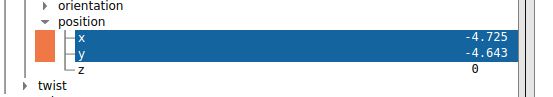 orientation
position
x -4.725
y -4.643
z 0
twist